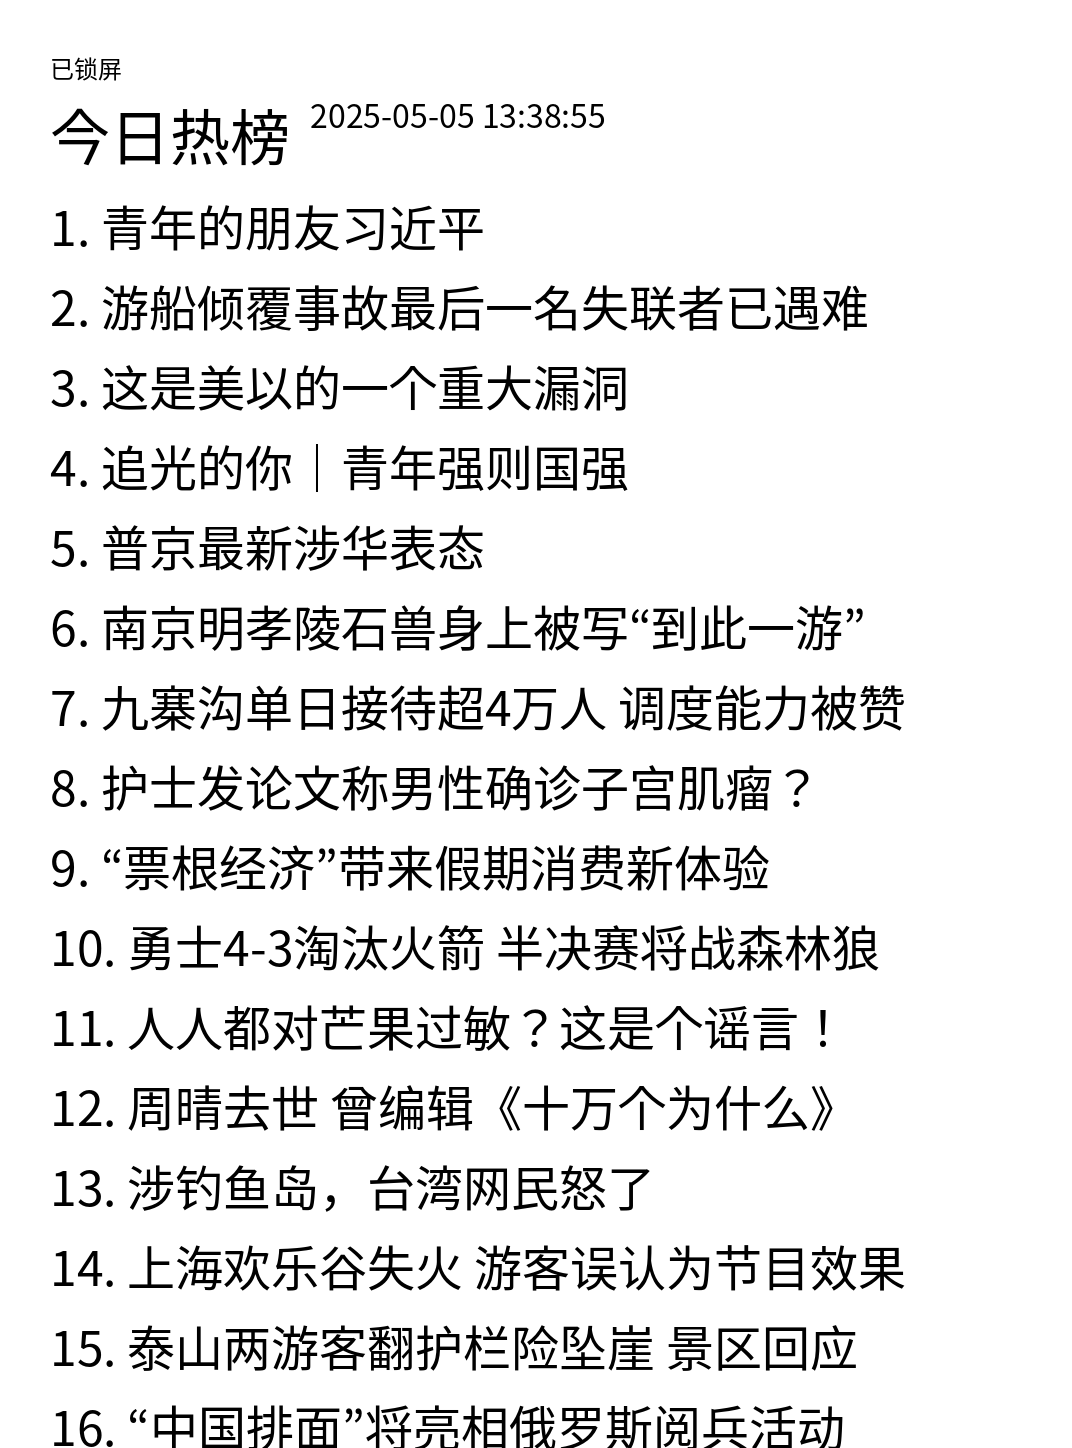 已锁屏
今日热榜 2025-05-05 13:38:55
1. 青年的朋友习近平
2. 游船倾覆事故最后一名失联者已遇难
3. 这是美以的一个重大漏洞
4. 追光的你｜青年强则国强
5. 普京最新涉华表态
6. 南京明孝陵石兽身上被写“到此一游”
7. 九寨沟单日接待超4万人 调度能力被赞
8. 护士发论文称男性确诊子宫肌瘤？
9. “票根经济”带来假期消费新体验
10. 勇士4-3淘汰火箭 半决赛将战森林狼
11. 人人都对芒果过敏？这是个谣言！
12. 周晴去世 曾编辑《十万个为什么》
13. 涉钓鱼岛，台湾网民怒了
14. 上海欢乐谷失火 游客误认为节目效果
15. 泰山两游客翻护栏险坠崖 景区回应
16. “中国排面”将亮相俄罗斯阅兵活动